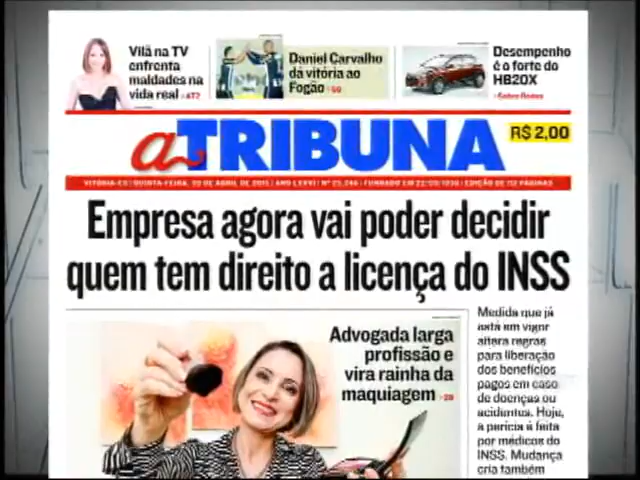 Vilã na TV
enfrenta
maldades na
vida real AT2
Daniel Carvalho
dá vitória ao
Fogão
Desempenho
é o forte do
HB20X
Sobre Rodas
a TRIBUNA
R$ 2,00
VITÓRIA-ES | QUINTA-FEIRA, DE ABRIL DE | ANO LXXVI | Nº | FUNDADO EM 22/09/1938 | EDIÇÃO DE 112 PÁGINAS
Empresa agora vai poder decidir
quem tem direito a licença do INSS
Advogada larga
profissão e
vira rainha da
maquiagem
Medida que já
está em vigor
altera regras
para liberação
dos benefícios
pagos em caso
de doenças ou
acidentes. Hoje,
a perícia é feita
por médicos do
INSS. Mudança
cria também